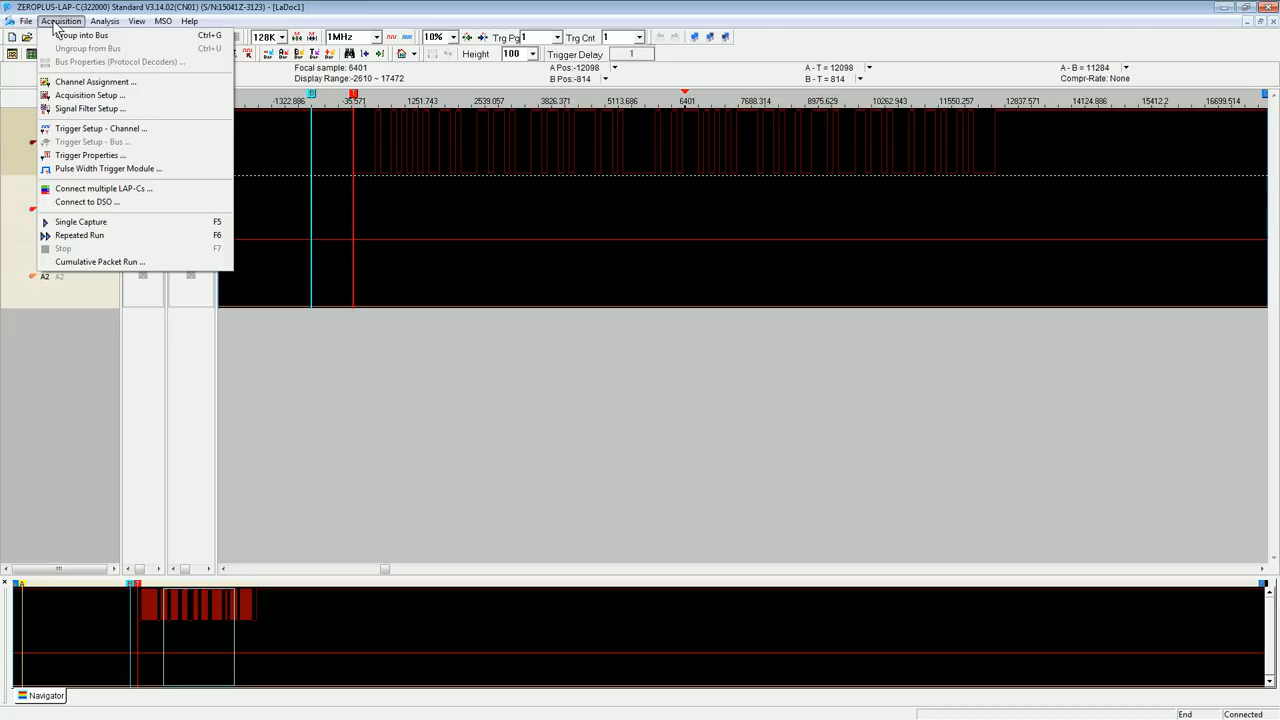 ZEROPLUS-LAP-C(322000) Standard V3.14.02(CN01) (S/N:15041Z-3123) - [LaDoc1]
File Acquisition Analysis View MSO Help
128K 1MHz 10% Trg Pg 1 Trg Cnt 1
Height 100 Trigger Delay 1
Focal sample: 6401 A - T = 12098 A - B = 11284
Display Range:-2610 ~ 17472 A Pos:-12098 B Pos:-814 B - T = 814 Compr-Rate: None
-1322.886 -35.571 1251.743 2539.057 3826.371 5113.686 6401 7688.314 8975.629 10262.943 11550.257 12837.571 14124.886 15412.2 16699.514
B T
Group into Bus Ctrl+G
Ungroup from Bus Ctrl+U
Bus Properties (Protocol Decoders) ...
Channel Assignment ...
Acquisition Setup ...
Signal Filter Setup ...
Trigger Setup - Channel ...
Trigger Setup - Bus ...
Trigger Properties ...
Pulse Width Trigger Module ...
Connect multiple LAP-Cs ...
Connect to DSO ...
Single Capture F5
Repeated Run F6
Stop F7
Cumulative Packet Run ...
A2 A2
A B T
Navigator
End Connected